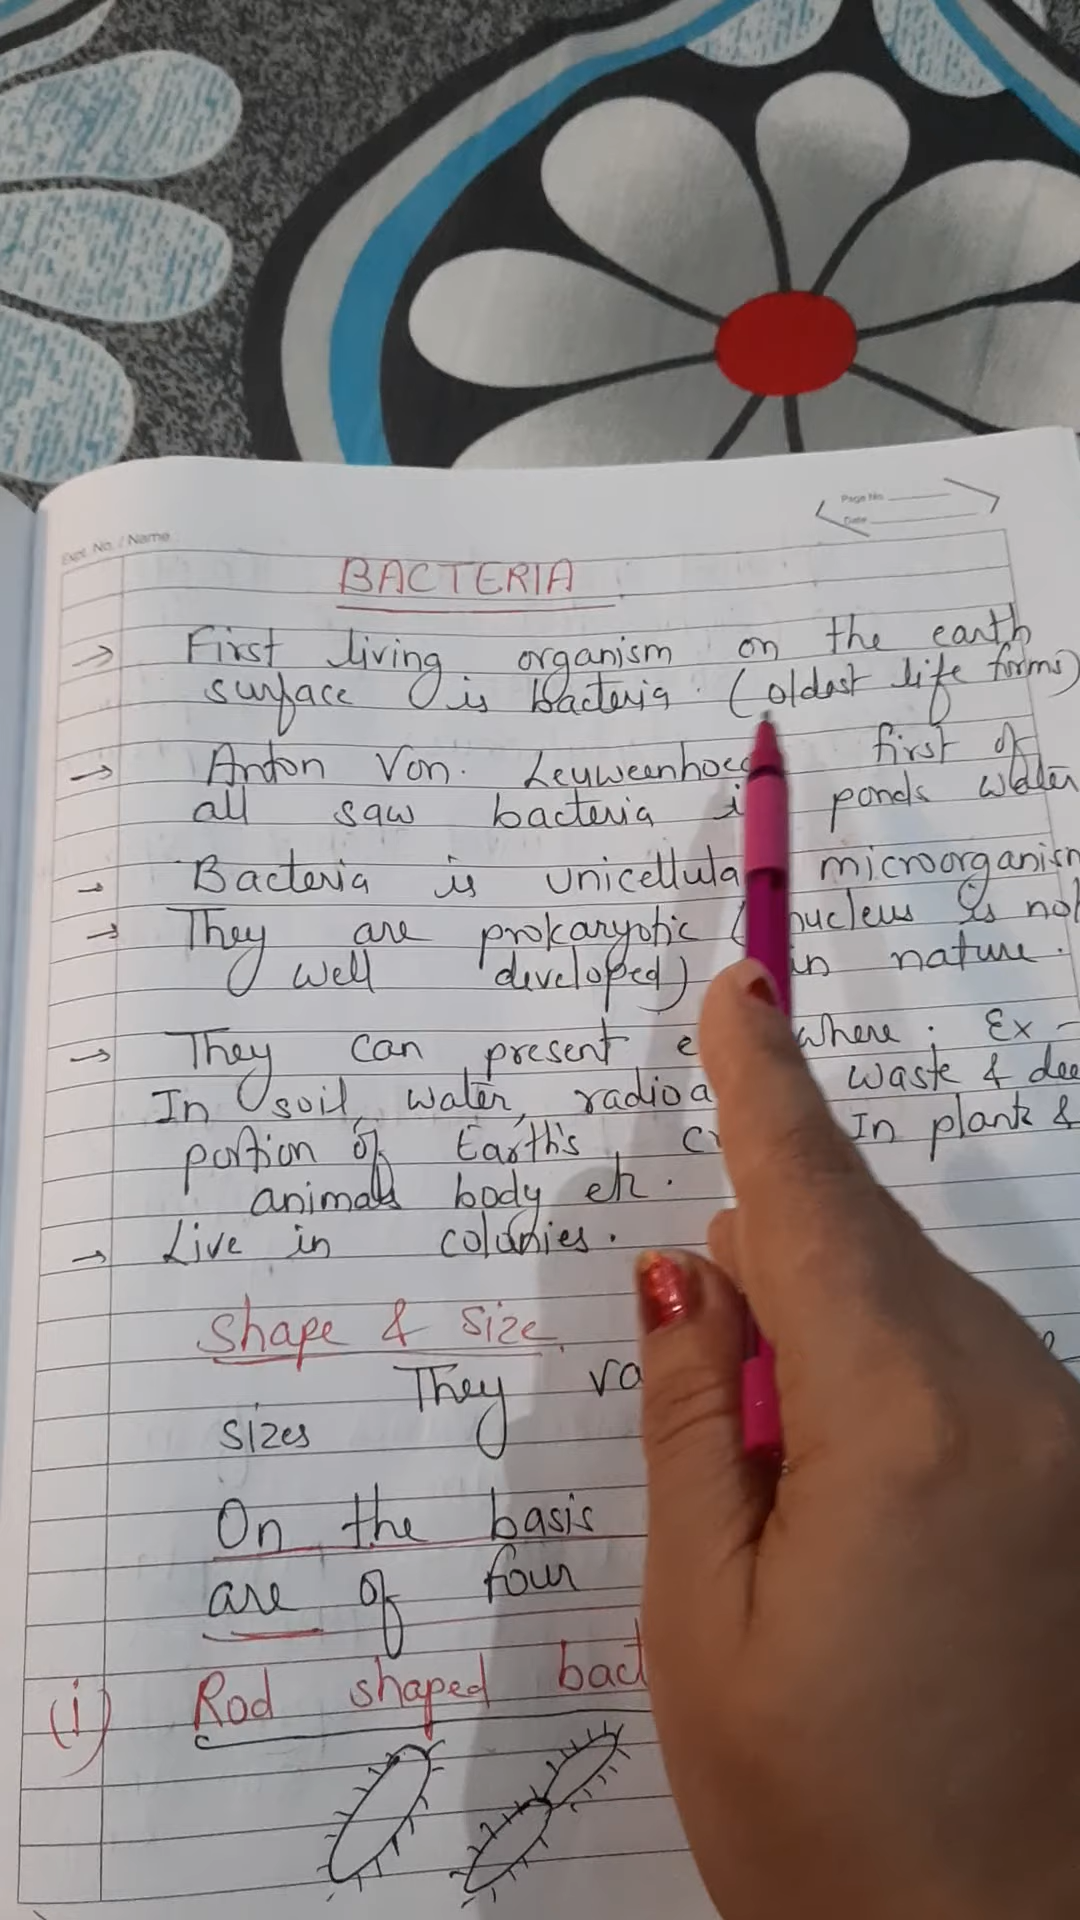 Expt. No. / Name
Page No.
Date
BACTERIA
→ First living organism on the earth
surface is bacteria. (oldest life forms)
→ Anton Von. Leuweenhoe first of
all saw bacteria i ponds water
→ Bacteria is unicellula microorganism
→ They are prokaryotic ( nucleus is not
well developed) in nature.
→ They can present e where. Ex -
In soil, water, radioa waste & dee
portion of Earth's c In plants &
animals body etc.
→ Live in colonies.
Shape & Size
They va
sizes
On the basis
are of four
(i) Rod shaped bact